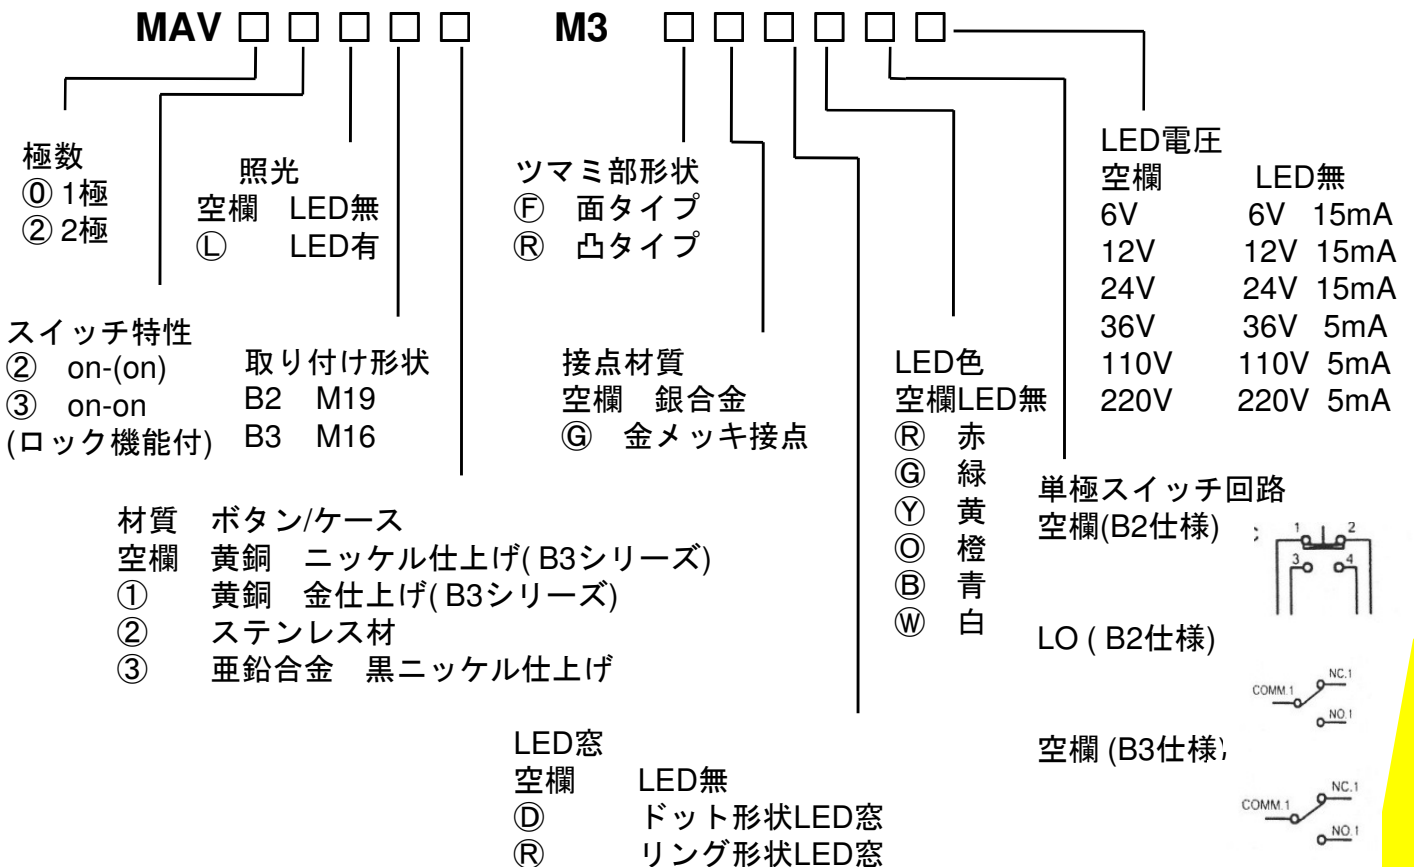 MAV □ □ □ □ □ M3 □ □ □ □ □ □
極数
⓪ 1極
② 2極
照光
空欄 LED無
Ⓛ LED有
ツマミ部形状
Ⓕ 面タイプ
Ⓡ 凸タイプ
LED電圧
空欄 LED無
6V 6V 15mA
12V 12V 15mA
24V 24V 15mA
36V 36V 5mA
110V 110V 5mA
220V 220V 5mA
スイッチ特性
② on-(on)
③ on-on
(ロック機能付)
取り付け形状
B2 M19
B3 M16
接点材質
空欄 銀合金
Ⓖ 金メッキ接点
LED色
空欄LED無
Ⓡ 赤
Ⓖ 緑
Ⓨ 黄
Ⓞ 橙
Ⓑ 青
Ⓦ 白
材質 ボタン/ケース
空欄 黄銅 ニッケル仕上げ( B3シリーズ)
① 黄銅 金仕上げ( B3シリーズ)
② ステンレス材
③ 亜鉛合金 黒ニッケル仕上げ
単極スイッチ回路
空欄(B2仕様)
1 2
3 4
LO ( B2仕様)
NC.1
COMM.1
NO.1
空欄 (B3仕様)
NC.1
COMM.1
NO.1
LED窓
空欄 LED無
Ⓓ ドット形状LED窓
Ⓡ リング形状LED窓